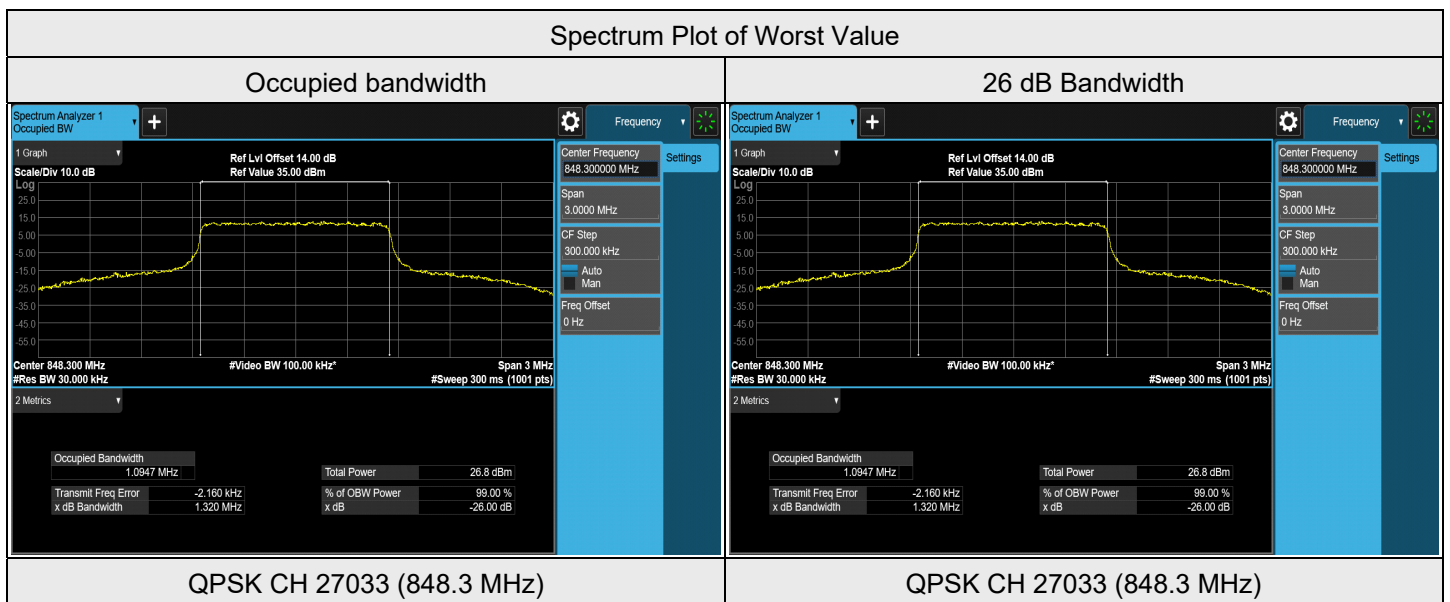 Spectrum Plot of Worst Value
Occupied bandwidth
26 dB Bandwidth
Spectrum Analyzer 1
Occupied BW
+
Frequency
1 Graph
Ref Lvl Offset 14.00 dB
Scale/Div 10.0 dB
Ref Value 35.00 dBm
Log
25.0
15.0
5.00
-5.00
-15.0
-25.0
-35.0
-45.0
-55.0
Center 848.300 MHz
#Video BW 100.00 kHz*
Span 3 MHz
#Res BW 30.000 kHz
#Sweep 300 ms (1001 pts)
Center Frequency
848.300000 MHz
Settings
Span
3.0000 MHz
CF Step
300.000 kHz
Auto
Man
Freq Offset
0 Hz
2 Metrics
Occupied Bandwidth
1.0947 MHz
Total Power 26.8 dBm
Transmit Freq Error -2.160 kHz
% of OBW Power 99.00 %
x dB Bandwidth 1.320 MHz
x dB -26.00 dB
Spectrum Analyzer 1
Occupied BW
+
Frequency
1 Graph
Ref Lvl Offset 14.00 dB
Scale/Div 10.0 dB
Ref Value 35.00 dBm
Log
25.0
15.0
5.00
-5.00
-15.0
-25.0
-35.0
-45.0
-55.0
Center 848.300 MHz
#Video BW 100.00 kHz*
Span 3 MHz
#Res BW 30.000 kHz
#Sweep 300 ms (1001 pts)
Center Frequency
848.300000 MHz
Settings
Span
3.0000 MHz
CF Step
300.000 kHz
Auto
Man
Freq Offset
0 Hz
2 Metrics
Occupied Bandwidth
1.0947 MHz
Total Power 26.8 dBm
Transmit Freq Error -2.160 kHz
% of OBW Power 99.00 %
x dB Bandwidth 1.320 MHz
x dB -26.00 dB
QPSK CH 27033 (848.3 MHz)
QPSK CH 27033 (848.3 MHz)